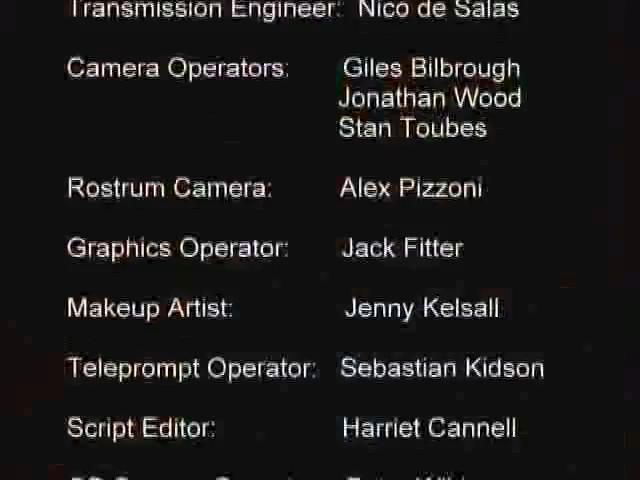 Transmission Engineer: Nico de Salas
Camera Operators: Giles Bilbrough
Jonathan Wood
Stan Toubes
Rostrum Camera: Alex Pizzoni
Graphics Operator: Jack Fitter
Makeup Artist: Jenny Kelsall
Teleprompt Operator: Sebastian Kidson
Script Editor: Harriet Cannell